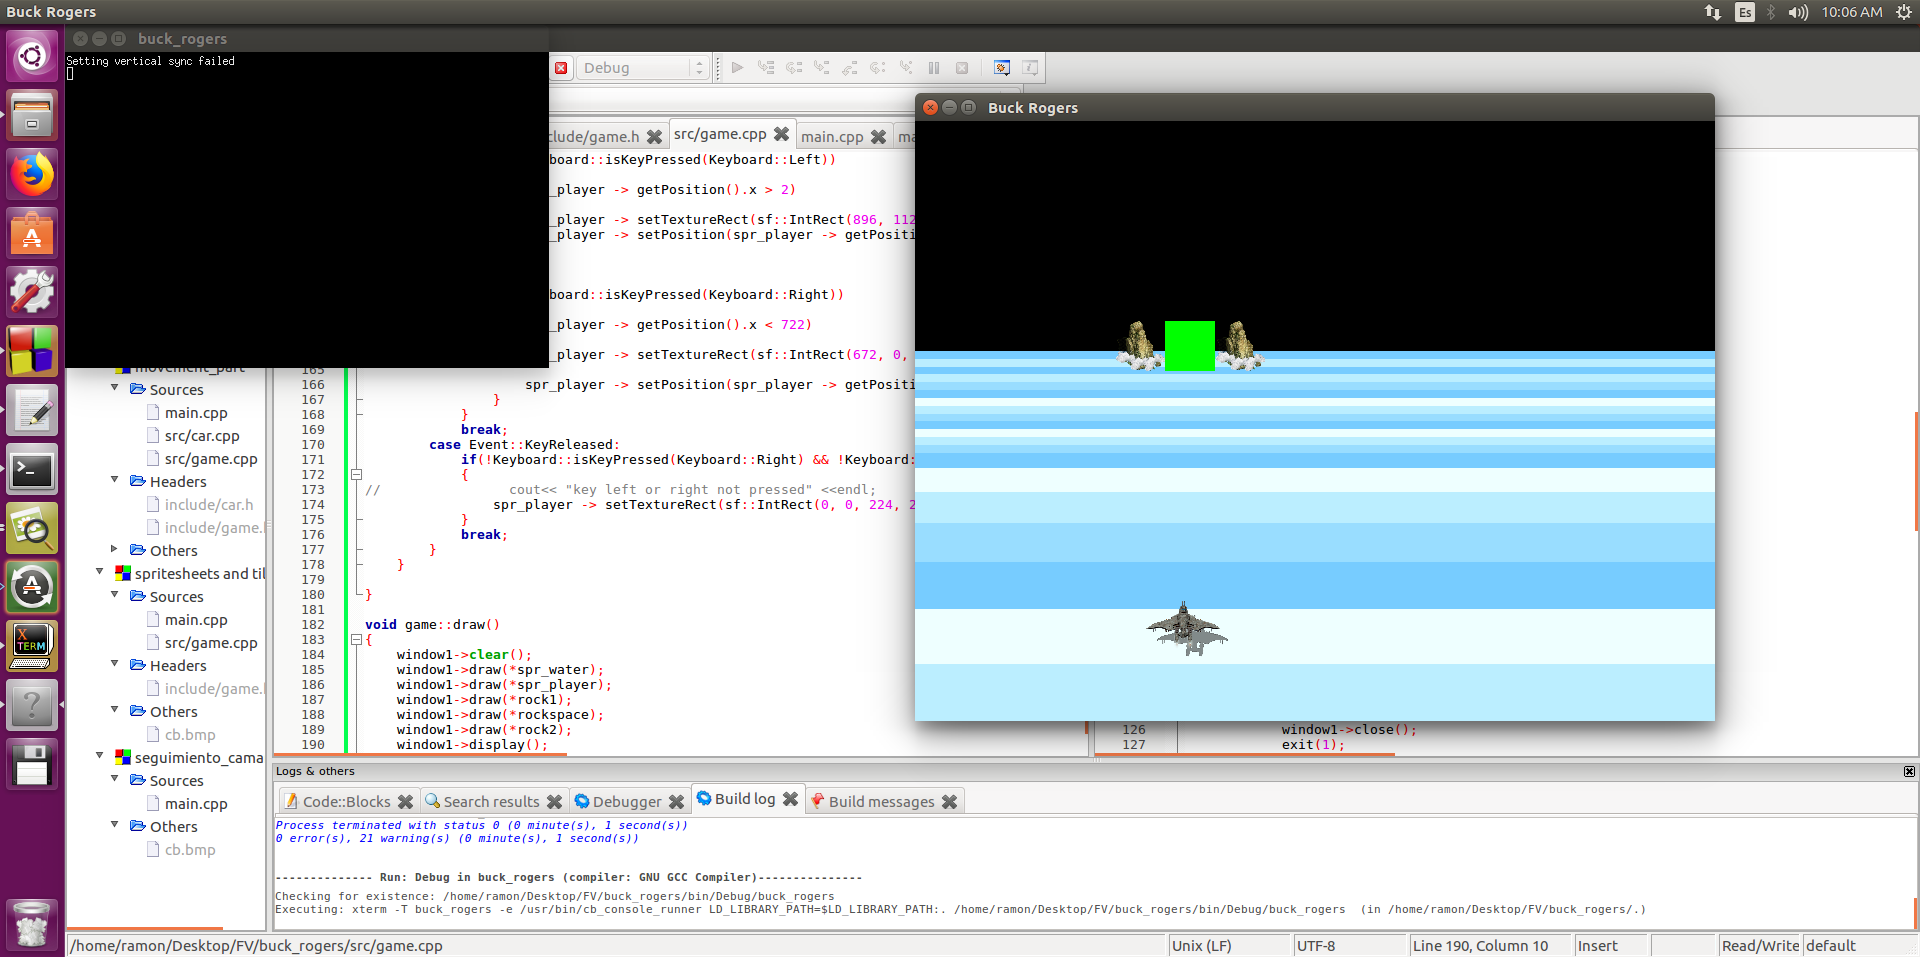 Buck Rogers
Es
10:06 AM
buck_rogers
Setting vertical sync failed
Debug
Buck Rogers
clude/game.h
src/game.cpp
main.cpp
ma
board::isKeyPressed(Keyboard::Left))
_player -> getPosition().x > 2)
_player -> setTextureRect(sf::IntRect(896, 112
_player -> setPosition(spr_player -> getPositi
board::isKeyPressed(Keyboard::Right))
_player -> getPosition().x < 722)
_player -> setTextureRect(sf::IntRect(672, 0,
165
166 spr_player -> setPosition(spr_player -> getPositi
167 }
168 }
169 break;
170 case Event::KeyReleased:
171 if(!Keyboard::isKeyPressed(Keyboard::Right) && !Keyboard:
172 {
173 // cout<< "key left or right not pressed" <<endl;
174 spr_player -> setTextureRect(sf::IntRect(0, 0, 224, 2
175 }
176 break;
177 }
178 }
179
180 }
181
182 void game::draw()
183 {
184 window1->clear();
185 window1->draw(*spr_water);
186 window1->draw(*spr_player);
187 window1->draw(*rock1);
188 window1->draw(*rockspace);
189 window1->draw(*rock2);
190 window1->display();
126 window1->close();
127 exit(1);
movement_part
Sources
main.cpp
src/car.cpp
src/game.cpp
Headers
include/car.h
include/game.
Others
spritesheets and til
Sources
main.cpp
src/game.cpp
Headers
include/game.
Others
cb.bmp
seguimiento_cama
Sources
main.cpp
Others
cb.bmp
XTERM
Logs & others
Code::Blocks
Search results
Debugger
Build log
Build messages
Process terminated with status 0 (0 minute(s), 1 second(s))
0 error(s), 21 warning(s) (0 minute(s), 1 second(s))
-------------- Run: Debug in buck_rogers (compiler: GNU GCC Compiler)---------------
Checking for existence: /home/ramon/Desktop/FV/buck_rogers/bin/Debug/buck_rogers
Executing: xterm -T buck_rogers -e /usr/bin/cb_console_runner LD_LIBRARY_PATH=$LD_LIBRARY_PATH:. /home/ramon/Desktop/FV/buck_rogers/bin/Debug/buck_rogers (in /home/ramon/Desktop/FV/buck_rogers/.)
/home/ramon/Desktop/FV/buck_rogers/src/game.cpp
Unix (LF)
UTF-8
Line 190, Column 10
Insert
Read/Write
default